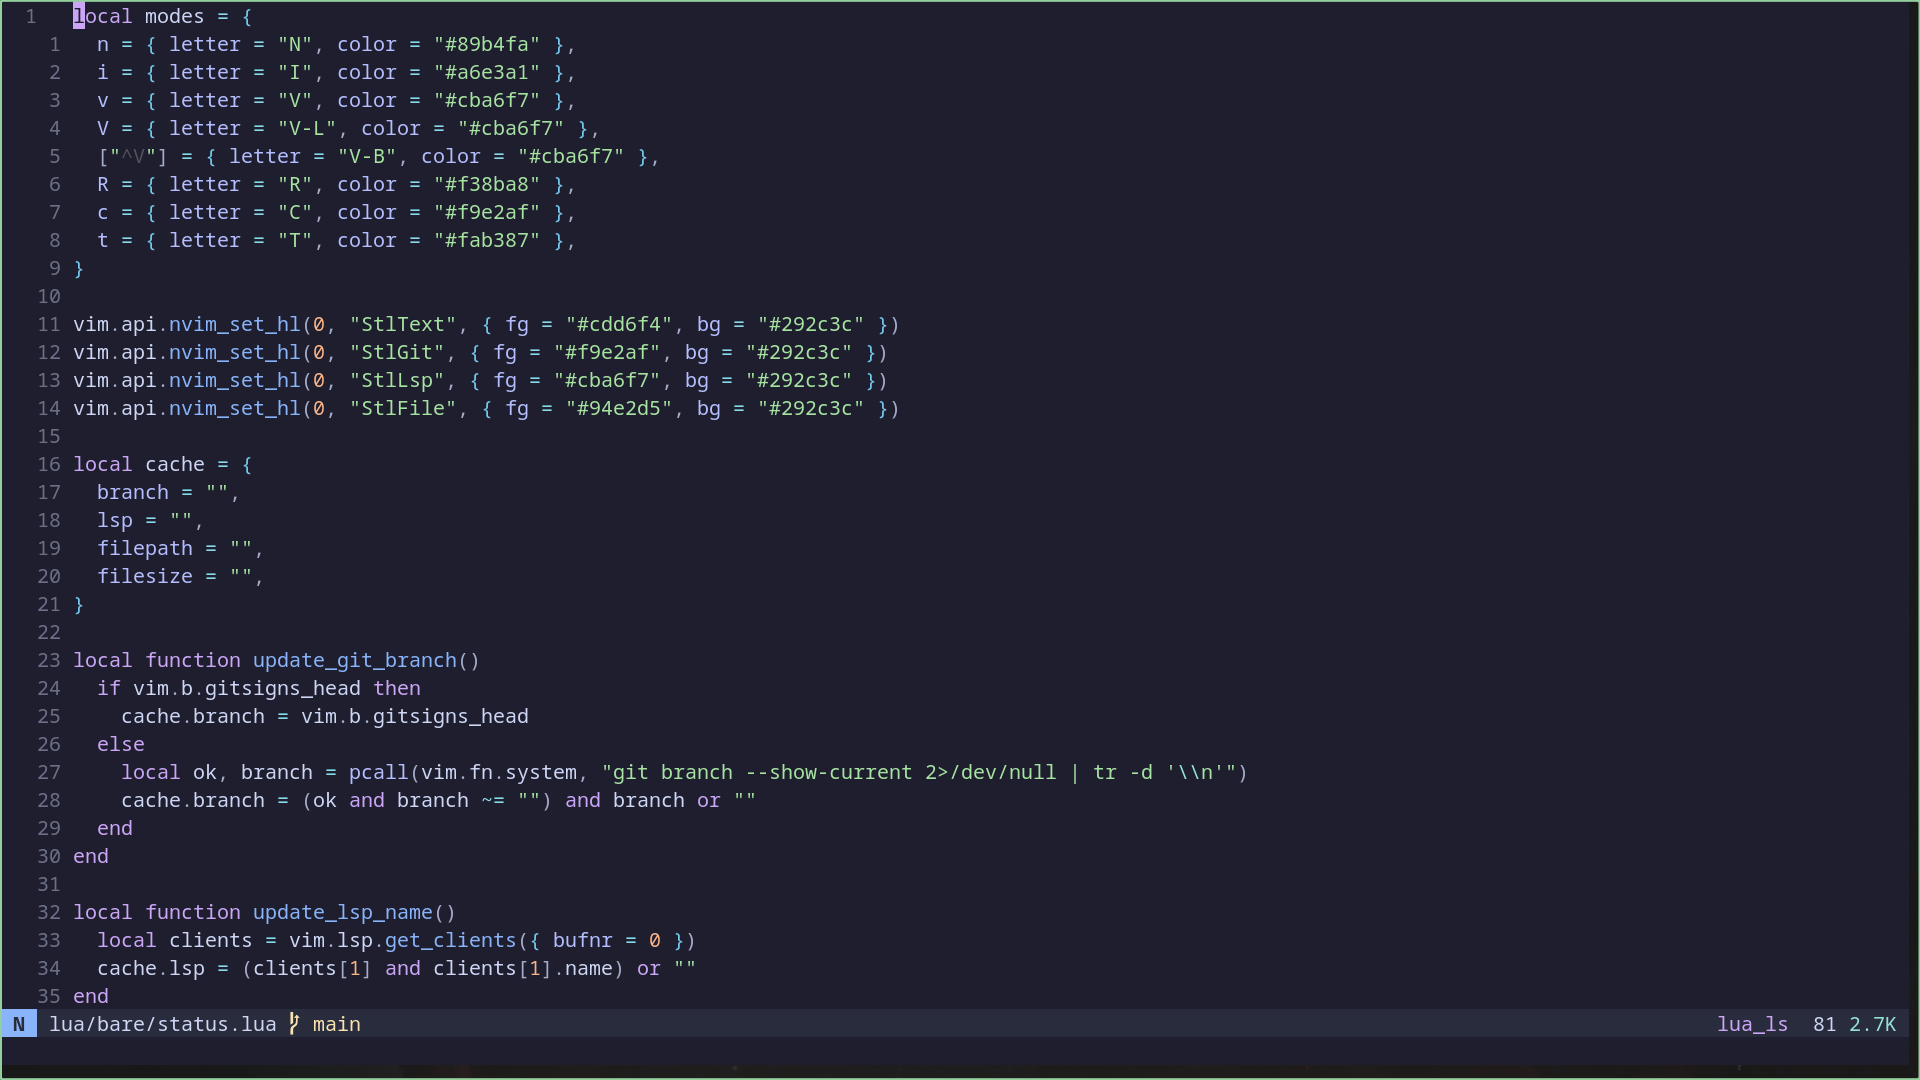 1 local modes = {
1 n = { letter = "N", color = "#89b4fa" },
2 i = { letter = "I", color = "#a6e3a1" },
3 v = { letter = "V", color = "#cba6f7" },
4 V = { letter = "V-L", color = "#cba6f7" },
5 ["^V"] = { letter = "V-B", color = "#cba6f7" },
6 R = { letter = "R", color = "#f38ba8" },
7 c = { letter = "C", color = "#f9e2af" },
8 t = { letter = "T", color = "#fab387" },
9 }
10
11 vim.api.nvim_set_hl(0, "StlText", { fg = "#cdd6f4", bg = "#292c3c" })
12 vim.api.nvim_set_hl(0, "StlGit", { fg = "#f9e2af", bg = "#292c3c" })
13 vim.api.nvim_set_hl(0, "StlLsp", { fg = "#cba6f7", bg = "#292c3c" })
14 vim.api.nvim_set_hl(0, "StlFile", { fg = "#94e2d5", bg = "#292c3c" })
15
16 local cache = {
17 branch = "",
18 lsp = "",
19 filepath = "",
20 filesize = "",
21 }
22
23 local function update_git_branch()
24 if vim.b.gitsigns_head then
25 cache.branch = vim.b.gitsigns_head
26 else
27 local ok, branch = pcall(vim.fn.system, "git branch --show-current 2>/dev/null | tr -d '\\n'")
28 cache.branch = (ok and branch ~= "") and branch or ""
29 end
30 end
31
32 local function update_lsp_name()
33 local clients = vim.lsp.get_clients({ bufnr = 0 })
34 cache.lsp = (clients[1] and clients[1].name) or ""
35 end
N lua/bare/status.lua main lua_ls 81 2.7K